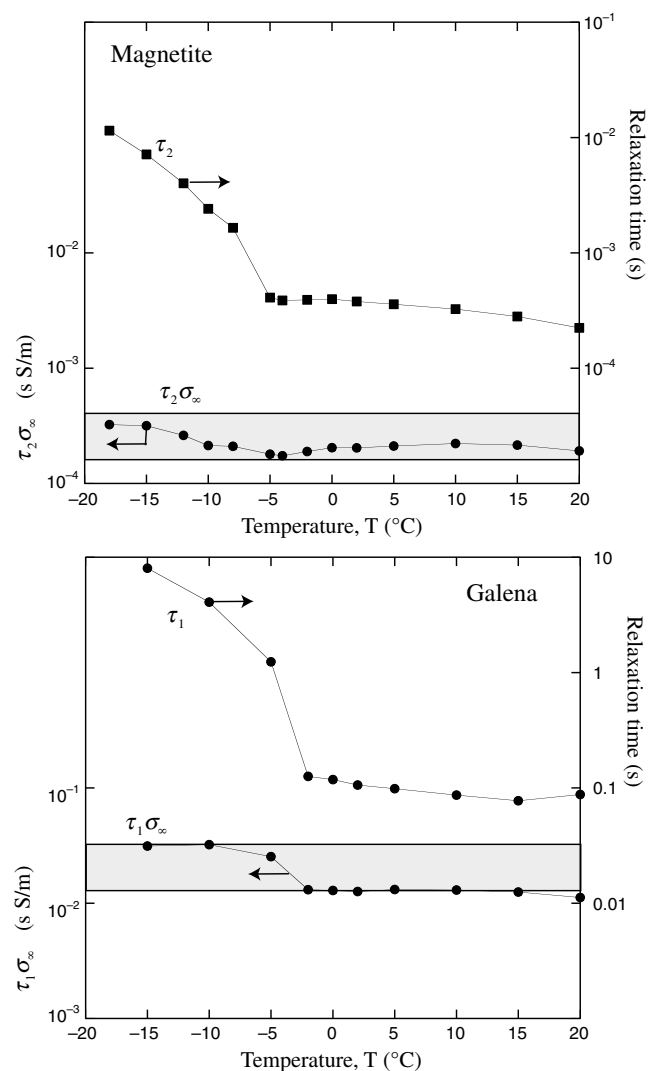 Magnetite
10⁻¹
10⁻²
10⁻³
10⁻⁴
Relaxation time (s)
τ₂
10⁻²
10⁻³
10⁻⁴
τ₂σ∞ (s S/m)
τ₂σ∞
−20 −15 −10 −5 0 5 10 15 20
Temperature, T (°C)
Galena
10
1
0.1
0.01
Relaxation time (s)
τ₁
10⁻¹
10⁻²
10⁻³
τ₁σ∞ (s S/m)
τ₁σ∞
−20 −15 −10 −5 0 5 10 15 20
Temperature, T (°C)